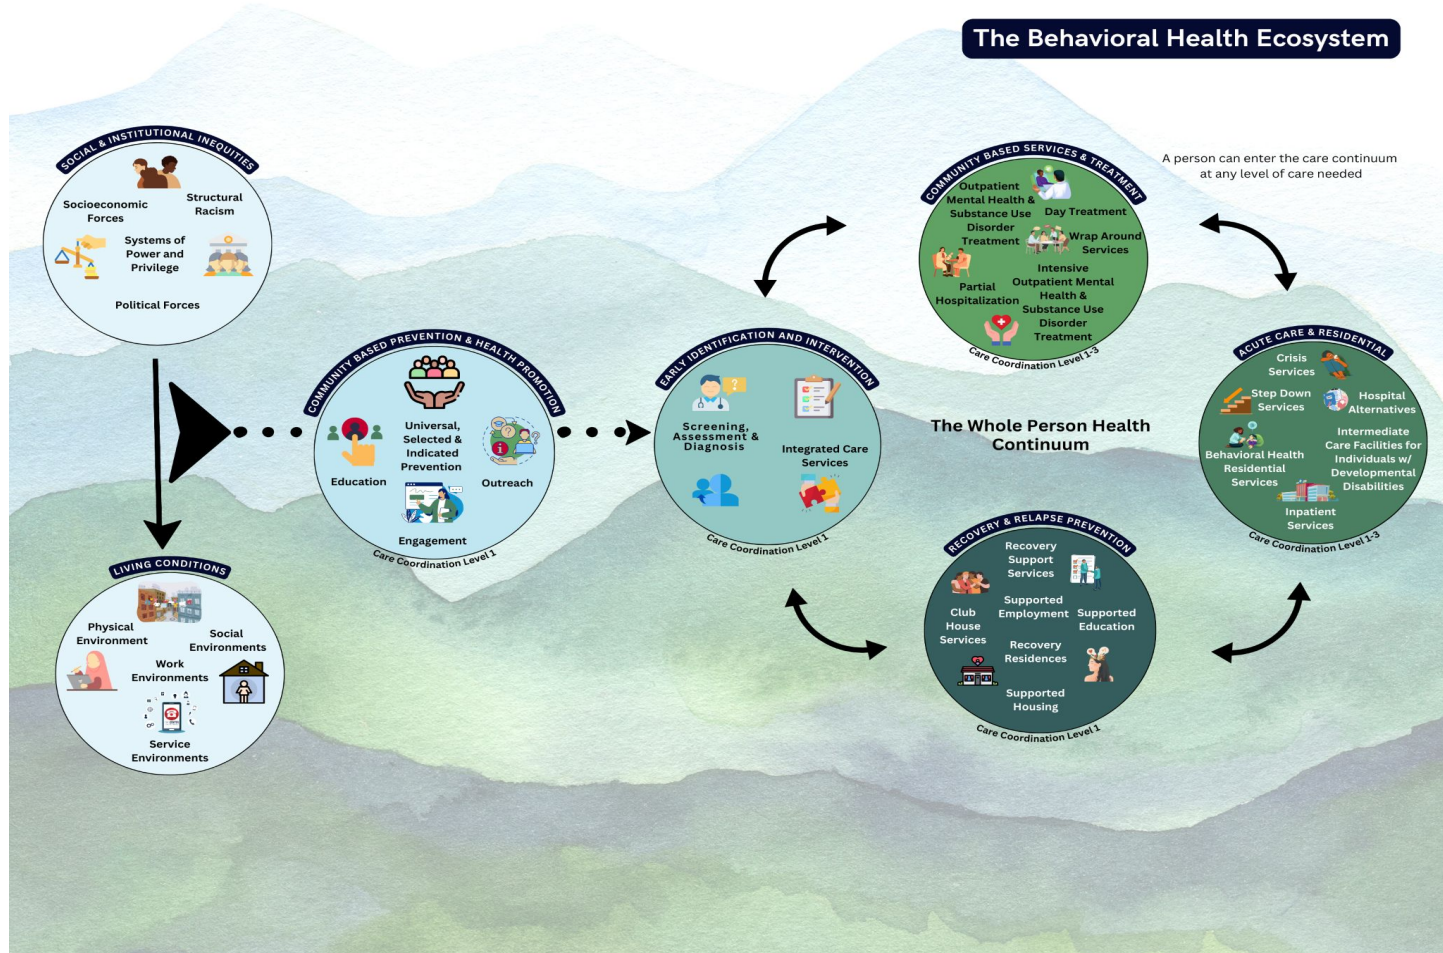 The Behavioral Health Ecosystem
SOCIAL & INSTITUTIONAL INEQUITIES
Socioeconomic
Forces
Structural
Racism
Systems of
Power and
Privilege
Political Forces
LIVING CONDITIONS
Physical
Environment
Social
Environments
Work
Environments
Service
Environments
COMMUNITY BASED PREVENTION & HEALTH PROMOTION
Universal,
Selected &
Indicated
Prevention
Education
Outreach
Engagement
Care Coordination Level 1
EARLY IDENTIFICATION AND INTERVENTION
Screening,
Assessment &
Diagnosis
Integrated Care
Services
Care Coordination Level 1
COMMUNITY BASED SERVICES & TREATMENT
Outpatient
Mental Health &
Substance Use
Disorder
Treatment
Day Treatment
Wrap Around
Services
Partial
Hospitalization
Intensive
Outpatient Mental
Health &
Substance Use
Disorder
Treatment
Care Coordination Level 1-3
A person can enter the care continuum
at any level of care needed
The Whole Person Health
Continuum
ACUTE CARE & RESIDENTIAL
Crisis
Services
Step Down
Services
Hospital
Alternatives
Behavioral Health
Residential
Services
Intermediate
Care Facilities for
Individuals w/
Developmental
Disabilities
Inpatient
Services
Care Coordination Level 1-3
RECOVERY & RELAPSE PREVENTION
Recovery
Support
Services
Supported
Employment
Club
House
Services
Supported
Education
Recovery
Residences
Supported
Housing
Care Coordination Level 1